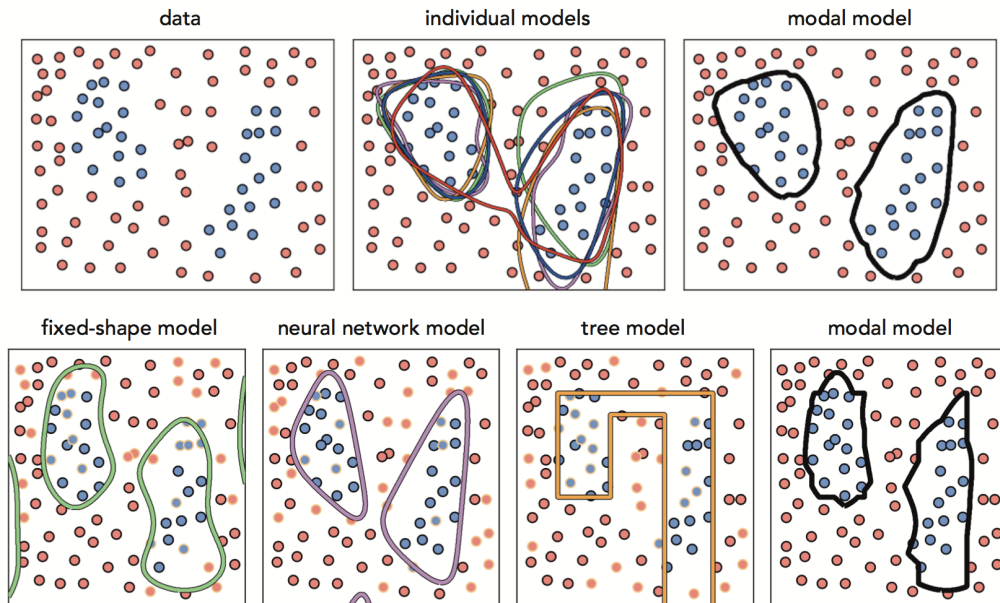 data
individual models
modal model
fixed-shape model
neural network model
tree model
modal model